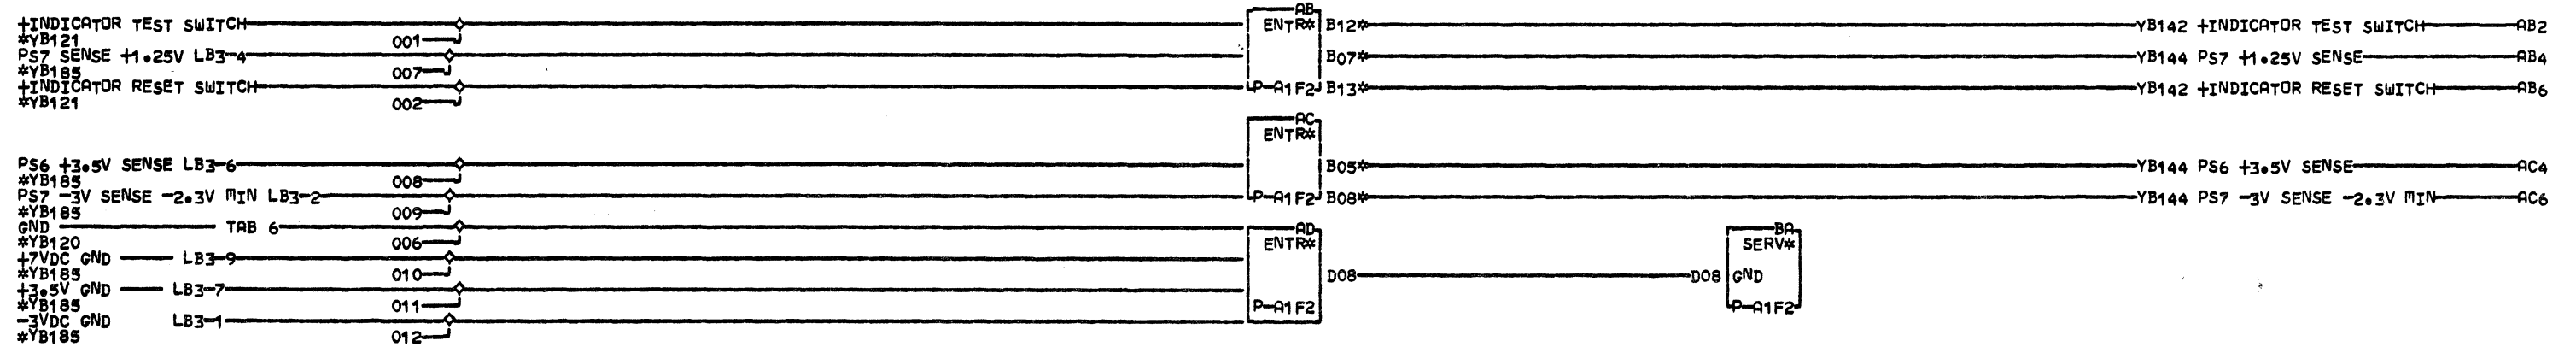 AB
+INDICATOR TEST SWITCH ENTR* B12* YB142 +INDICATOR TEST SWITCH AB2
*YB121 001
PS7 SENSE +1.25V LB3-4 B07* YB144 PS7 +1.25V SENSE AB4
*YB185 007
+INDICATOR RESET SWITCH P-A1F2 B13* YB142 +INDICATOR RESET SWITCH AB6
*YB121 002
AC
ENTR*
PS6 +3.5V SENSE LB3-6 B05* YB144 PS6 +3.5V SENSE AC4
*YB185 008
PS7 -3V SENSE -2.3V MIN LB3-2 P-A1F2 B08* YB144 PS7 -3V SENSE -2.3V MIN AC6
*YB185 009
GND TAB 6 AD BA
*YB120 006 ENTR* SERV*
+7VDC GND LB3-9
*YB185 010 D08 D08 GND
+3.5V GND LB3-7
*YB185 011 P-A1F2 P-A1F2
-3VDC GND LB3-1
*YB185 012